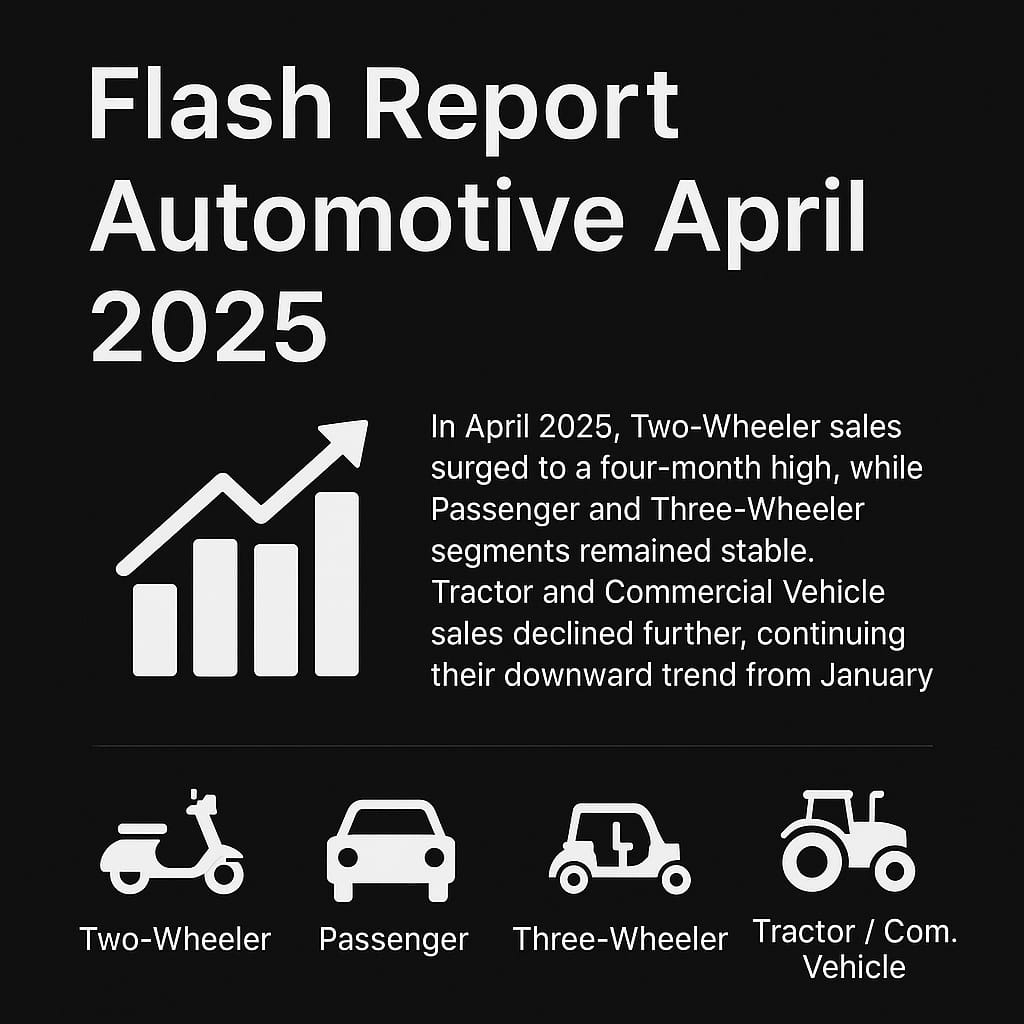 Flash Report
Automotive April
2025
In April 2025, Two-Wheeler sales
surged to a four-month high, while
Passenger and Three-Wheeler
segments remained stable.
Tractor and Commercial Vehicle
sales declined further, continuing
their downward trend from January
Two-Wheeler
Passenger
Three-Wheeler
Tractor / Com.
Vehicle